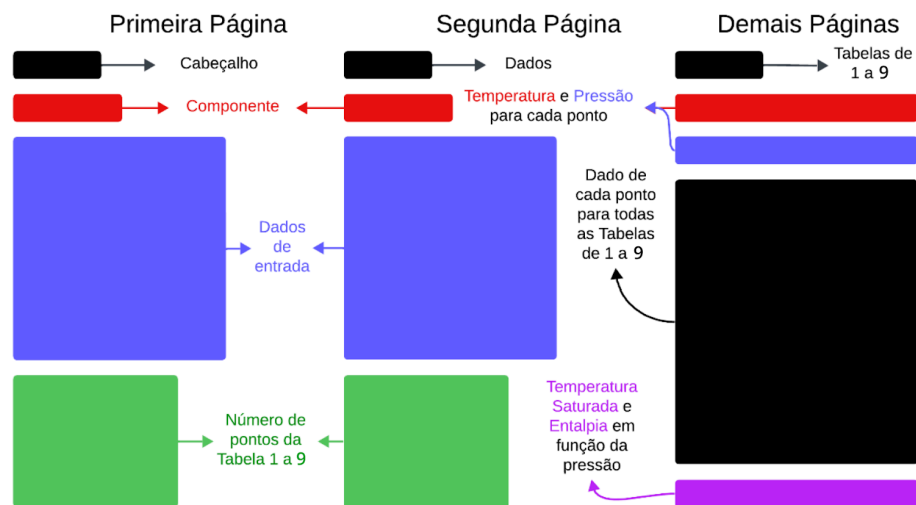 Primeira Página
Segunda Página
Demais Páginas
Cabeçalho
Dados
Tabelas de
1 a 9
Componente
Temperatura e Pressão
para cada ponto
Dados
de
entrada
Dado de
cada ponto
para todas
as Tabelas
de 1 a 9
Número de
pontos da
Tabela 1 a 9
Temperatura
Saturada e
Entalpia em
função da
pressão